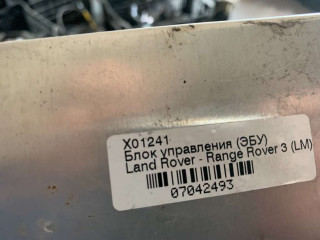 X01241
Блок управления (ЭБУ)
Land Rover - Range Rover 3 (LM)
07042493